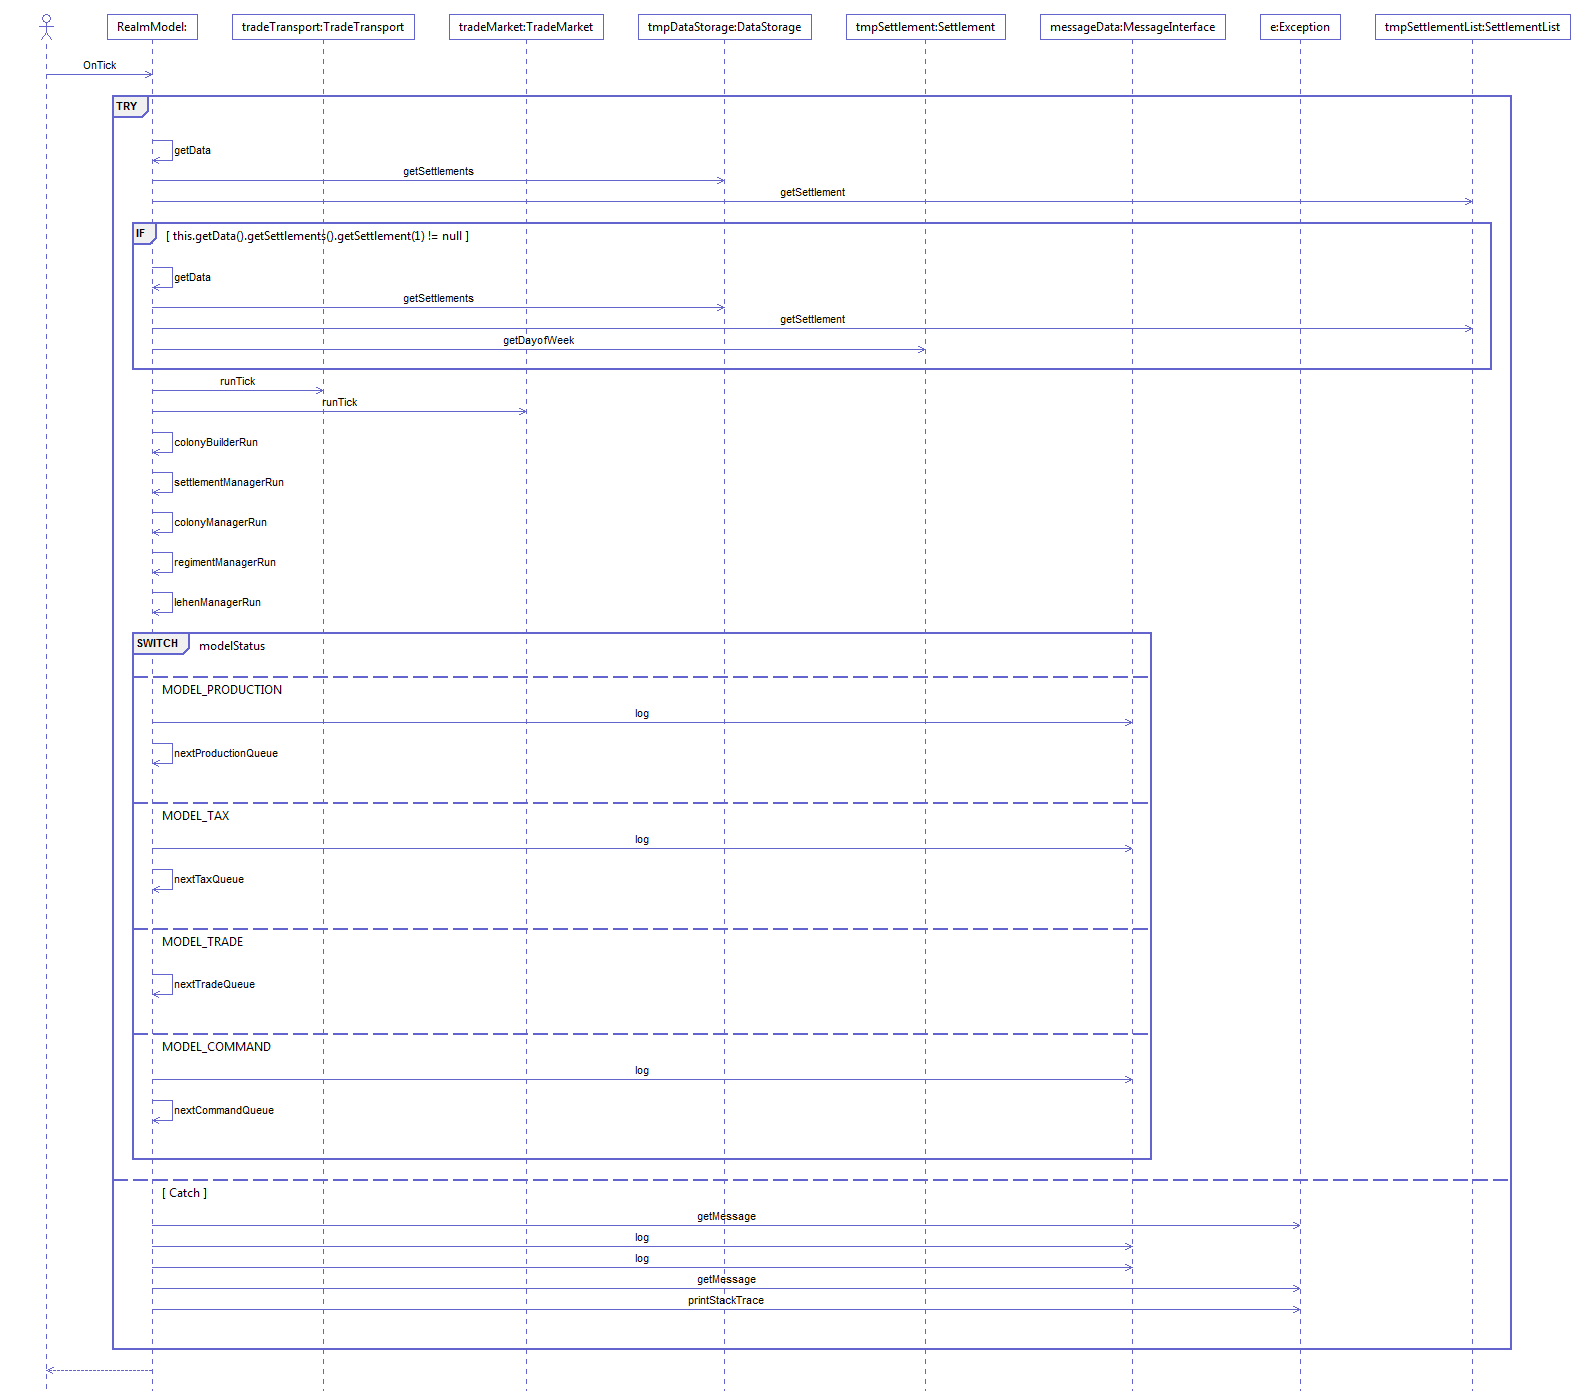 RealmModel:
tradeTransport:TradeTransport
tradeMarket:TradeMarket
tmpDataStorage:DataStorage
tmpSettlement:Settlement
messageData:MessageInterface
e:Exception
tmpSettlementList:SettlementList
OnTick
TRY
getData
getSettlements
getSettlement
IF [ this.getData().getSettlements().getSettlement(1) != null ]
getData
getSettlements
getSettlement
getDayofWeek
runTick
runTick
colonyBuilderRun
settlementManagerRun
colonyManagerRun
regimentManagerRun
lehenManagerRun
SWITCH modelStatus
MODEL_PRODUCTION
log
nextProductionQueue
MODEL_TAX
log
nextTaxQueue
MODEL_TRADE
nextTradeQueue
MODEL_COMMAND
log
nextCommandQueue
[ Catch ]
getMessage
log
log
getMessage
printStackTrace